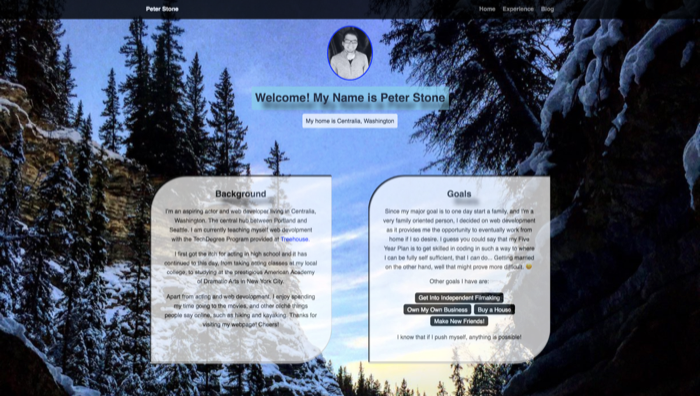 Peter Stone
Home Experience Blog
Welcome! My Name is Peter Stone
My home is Centralia, Washington
Background
I'm an aspiring actor and web developer living in Centralia,
Washington. The central hub between Portland and
Seattle. I am currently teaching myself web development
with the TechDegree Program provided at Treehouse.
I first got the itch for acting in high school and it has
continued to this day, from taking acting classes at my local
college, to studying at the prestigious American Academy
of Dramatic Arts in New York City.
Apart from acting and web development, I enjoy spending
my time going to the movies, and other cliché things
people say online, such as hiking and kayaking. Thanks for
visiting my webpage! Cheers!
Goals
Since my major goal is to one day start a family, and I'm a
very family oriented person, I decided on web development
as it provides me the opportunity to eventually work from
home if I so desire. I guess you could say that my Five
Year Plan is to get skilled in coding in such a way to where
I can be fully self sufficient, that I can do... Getting married
on the other hand, well that might prove more difficult. 😅
Other goals I have are:
Get Into Independent Filmaking
Own My Own Business Buy a House
Make New Friends!
I know that if I push myself, anything is possible!